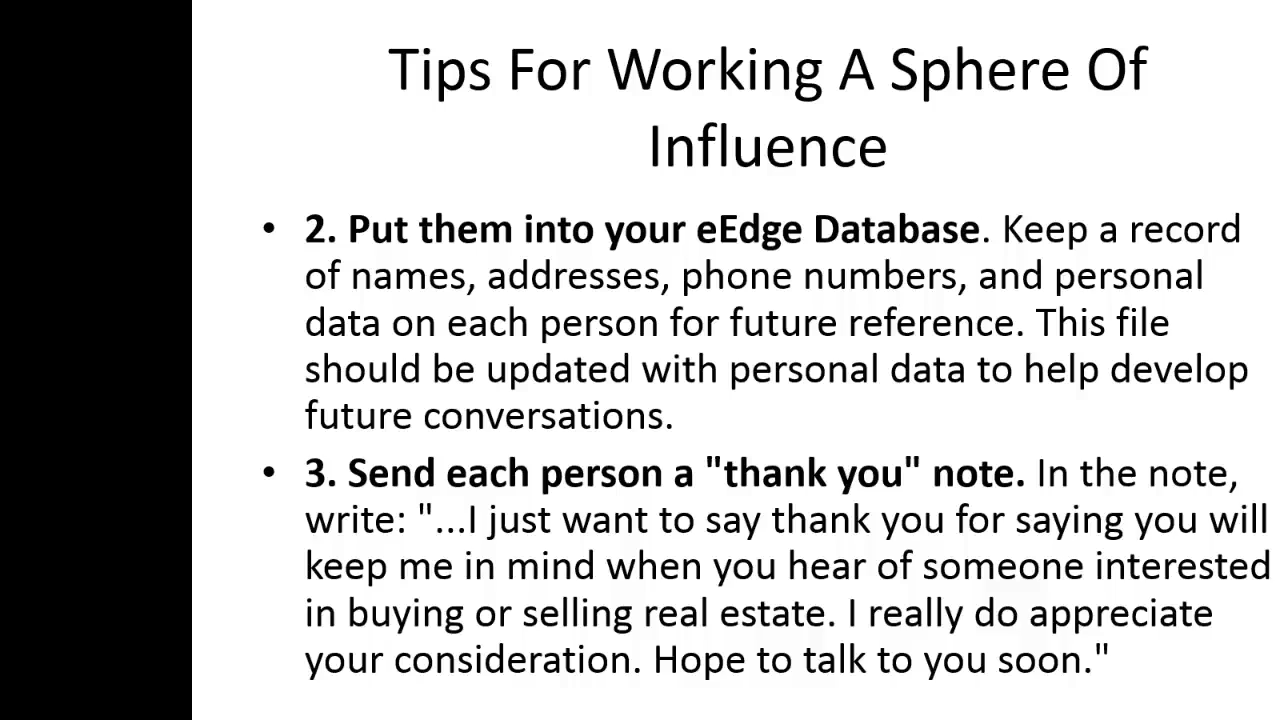 Tips For Working A Sphere Of
Influence
• 2. Put them into your eEdge Database. Keep a record
of names, addresses, phone numbers, and personal
data on each person for future reference. This file
should be updated with personal data to help develop
future conversations.
• 3. Send each person a "thank you" note. In the note,
write: "...I just want to say thank you for saying you will
keep me in mind when you hear of someone interested
in buying or selling real estate. I really do appreciate
your consideration. Hope to talk to you soon."